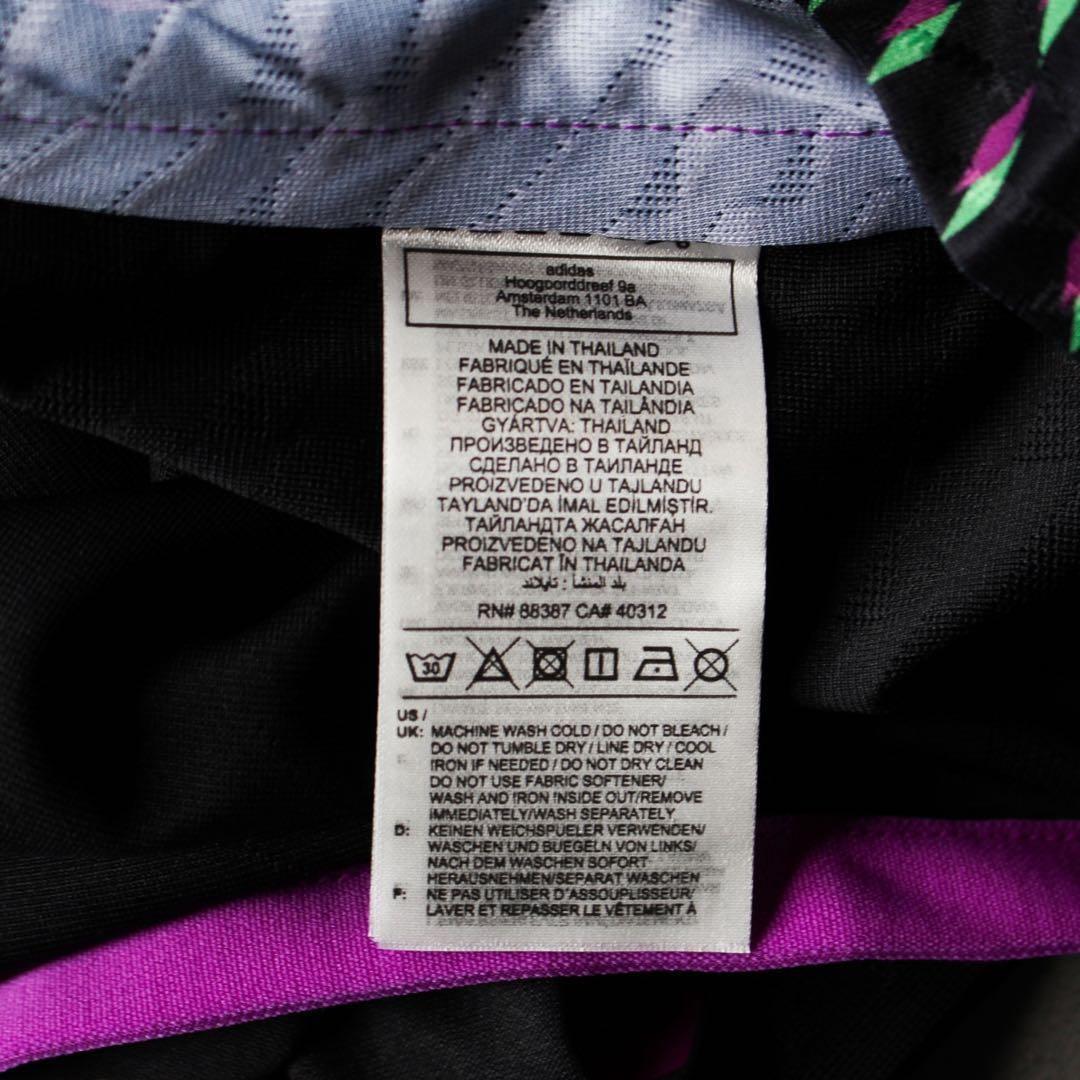 adidas
Hoogoorddreef 9a
Amsterdam 1101 BA
The Netherlands
MADE IN THAILAND
FABRIQUÉ EN THAÏLANDE
FABRICADO EN TAILANDIA
FABRICADO NA TAILÂNDIA
GYÁRTVA: THAILAND
ПРОИЗВЕДЕНО В ТАЙЛАНД
СДЕЛАНО В ТАИЛАНДЕ
PROIZVEDENO U TAJLANDU
TAYLAND'DA İMAL EDİLMİŞTİR.
ТАЙЛАНДТА ЖАСАЛҒАН
PROIZVEDENO NA TAJLANDU
FABRICAT ÎN THAILANDA
بلد المنشأ : تايلاند
RN# 88387 CA# 40312
30
US /
UK: MACHINE WASH COLD / DO NOT BLEACH /
DO NOT TUMBLE DRY / LINE DRY / COOL
IRON IF NEEDED / DO NOT DRY CLEAN
DO NOT USE FABRIC SOFTENER/
WASH AND IRON INSIDE OUT/REMOVE
IMMEDIATELY/WASH SEPARATELY
D: KEINEN WEICHSPUELER VERWENDEN/
WASCHEN UND BUEGELN VON LINKS/
NACH DEM WASCHEN SOFORT
HERAUSNEHMEN/SEPARAT WASCHEN
F: NE PAS UTILISER D'ASSOUPLISSEUR/
LAVER ET REPASSER LE VÊTEMENT À